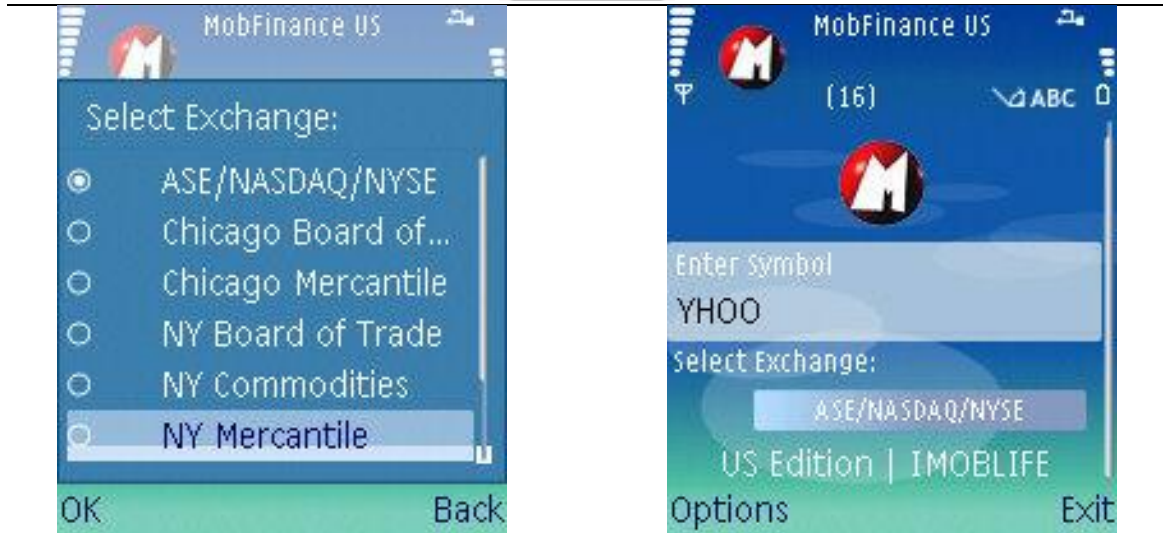 MobFinance US
Select Exchange:
ASE/NASDAQ/NYSE
Chicago Board of...
Chicago Mercantile
NY Board of Trade
NY Commodities
NY Mercantile
OK
Back
MobFinance US
(16)
ABC
M
Enter Symbol
YHOO
Select Exchange:
ASE/NASDAQ/NYSE
US Edition | IMOBLIFE
Options
Exit